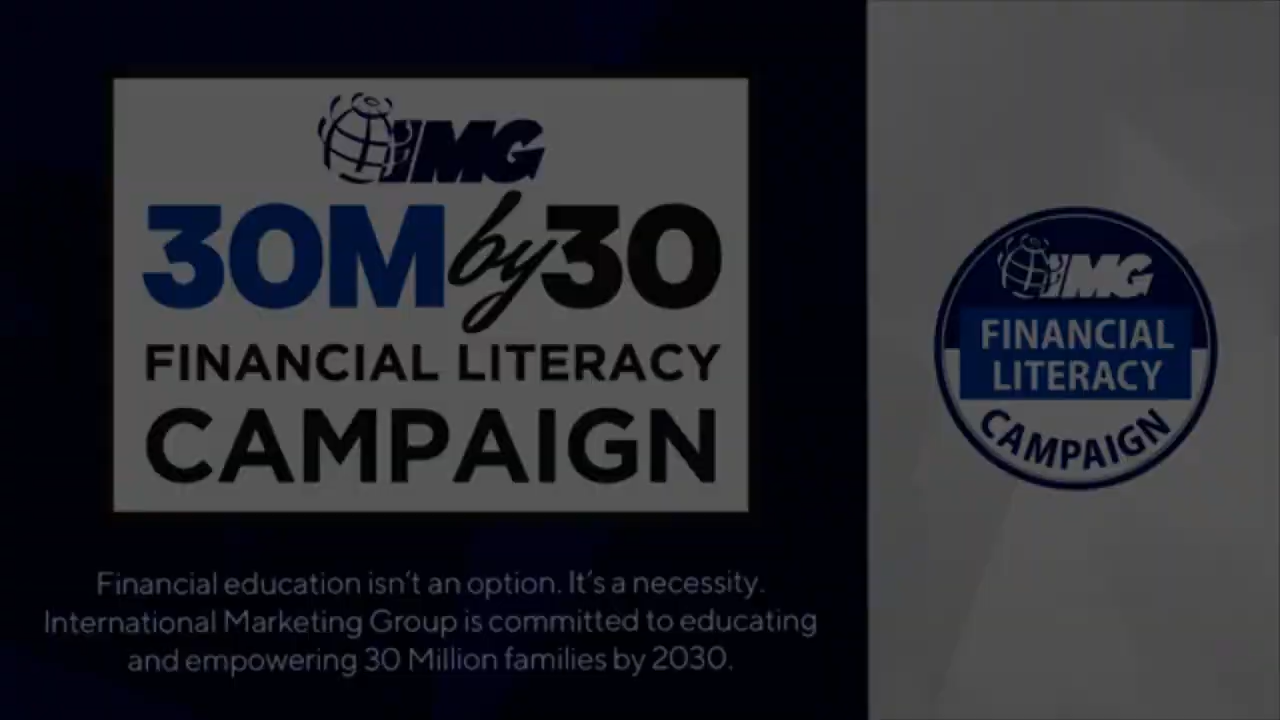 IMG
30M by 30
FINANCIAL LITERACY
CAMPAIGN
Financial education isn't an option. It's a necessity.
International Marketing Group is committed to educating
and empowering 30 Million families by 2030.
IMG
FINANCIAL
LITERACY
CAMPAIGN